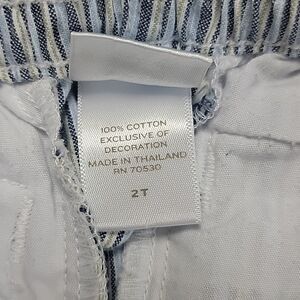 100% COTTON
EXCLUSIVE OF
DECORATION
MADE IN THAILAND
RN 70530
2T